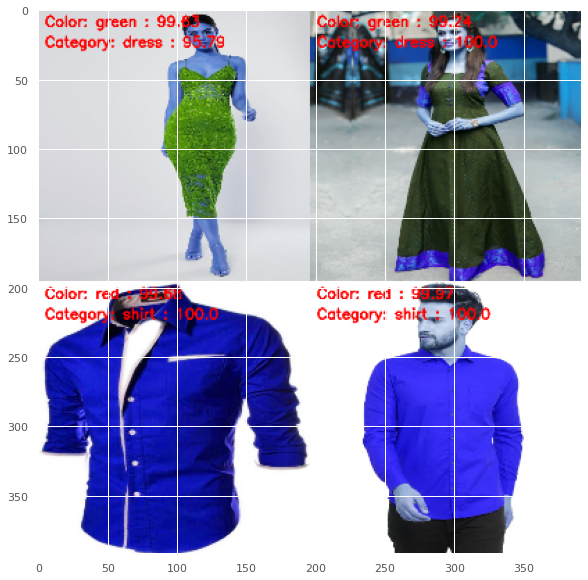 Color: green : 99.63
Color: green : 99.24
Category: dress : 95.79
Category: dress : 100.0
Color: red :
Color: red : 99.97
Category: shirt : 100.0
Category: shirt : 100.0
0
50
100
150
200
250
300
350
0
50
100
150
200
250
300
350